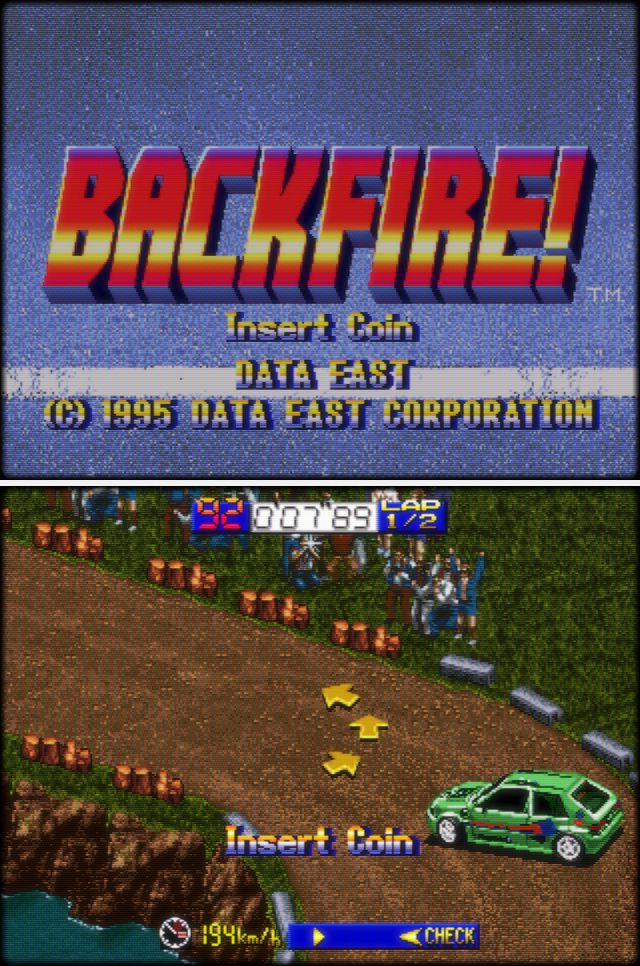 BACKFIRE!
T.M.
Insert Coin
DATA EAST
(C) 1995 DATA EAST CORPORATION
92 0'07"89 LAP
1/2
Insert Coin
194km/h CHECK